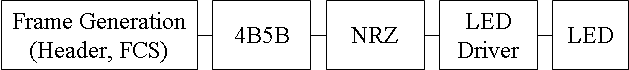 Frame Generation
(Header, FCS)
4B5B
NRZ
LED
Driver
LED